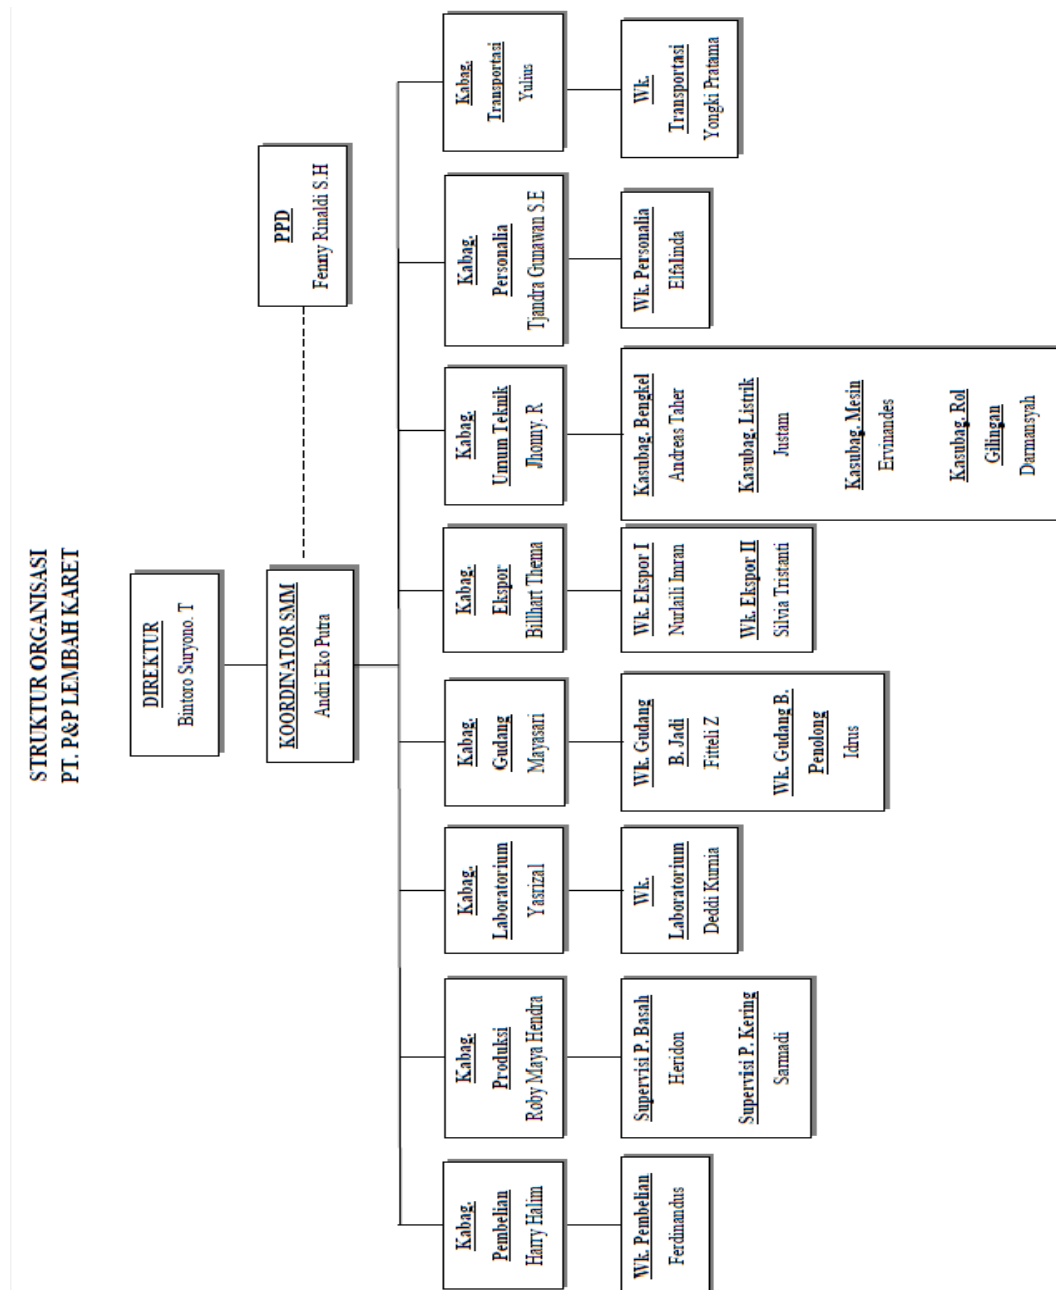 STRUKTUR ORGANISASI
PT. P&P LEMBAH KARET
DIREKTUR
Bintoro Suryono. T
KOORDINATOR SMM
Andri Eko Putra
PPD
Fenny Rinaldi S.H
Kabag.
Pembelian
Harry Halim
Kabag.
Produksi
Roby Maya Hendra
Kabag.
Laboratorium
Yasrizal
Kabag.
Gudang
Mayasari
Kabag.
Ekspor
Billhart Thema
Kabag.
Umum Teknik
Jhonny. R
Kabag.
Personalia
Tjandra Gunawan S.E
Kabag.
Transportasi
Yulius
Wk. Pembelian
Ferdinandus
Supervisi P. Basah
Heridon
Supervisi P. Kering
Sarmadi
Wk.
Laboratorium
Deddi Kurnia
Wk. Gudang
B. Jadi
Fitteli Z
Wk. Gudang B.
Penolong
Idrus
Wk. Ekspor I
Nurlaili Imran
Wk. Ekspor II
Silvia Tristanti
Kasubag. Bengkel
Andreas Taher
Kasubag. Listrik
Justam
Kasubag. Mesin
Ervinandes
Kasubag. Rol
Gilingan
Darmansyah
Wk. Personalia
Elfalinda
Wk.
Transportasi
Yongki Pratama